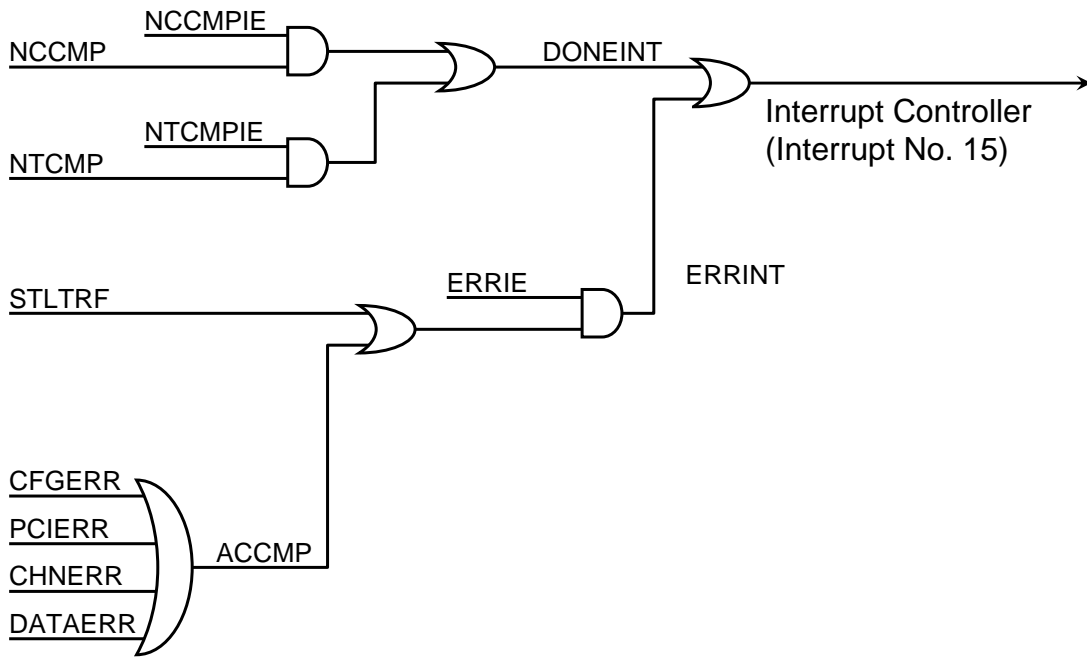 NCCMPIE
NCCMP
DONEINT
Interrupt Controller
(Interrupt No. 15)
NTCMPIE
NTCMP
ERRIE
ERRINT
STLTRF
CFGERR
PCIERR
ACCMP
CHNERR
DATAERR